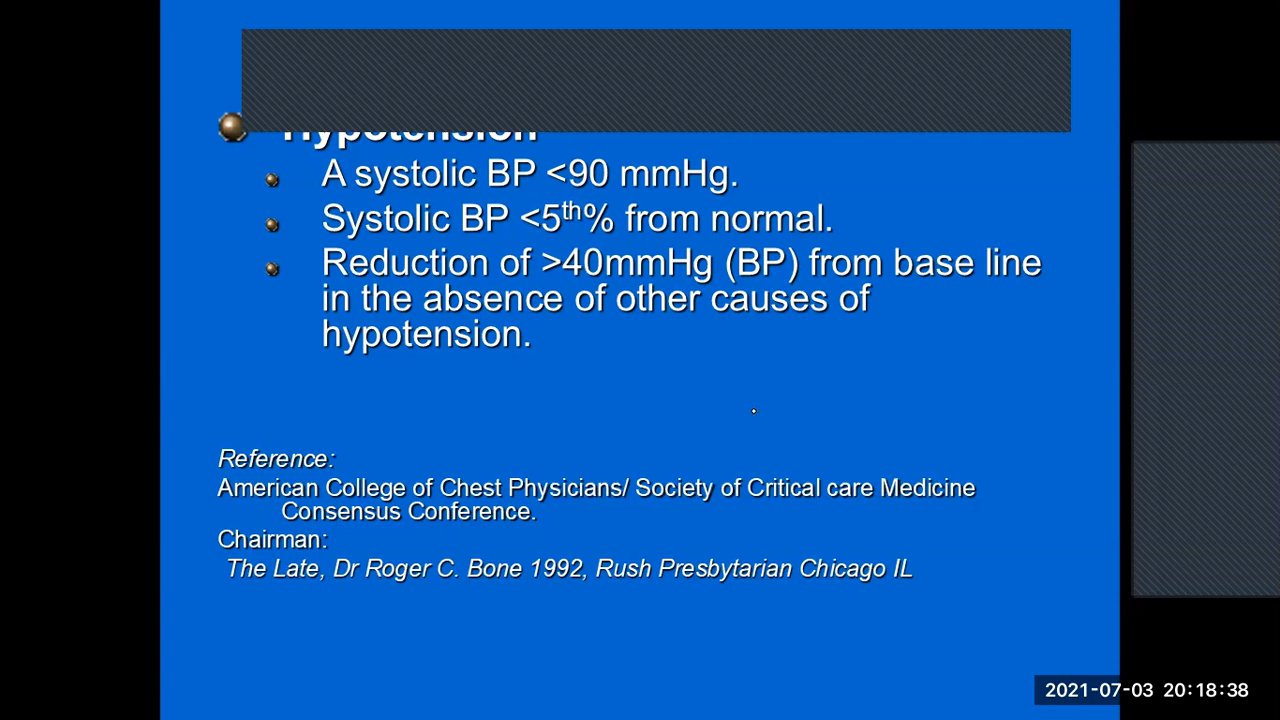 Hypotension
A systolic BP <90 mmHg.
Systolic BP <5th% from normal.
Reduction of >40mmHg (BP) from base line
in the absence of other causes of
hypotension.
Reference:
American College of Chest Physicians/ Society of Critical care Medicine
Consensus Conference.
Chairman:
The Late, Dr Roger C. Bone 1992, Rush Presbytarian Chicago IL
2021-07-03 20:18:38